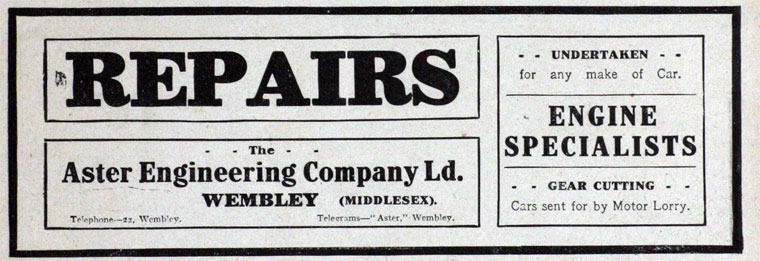 REPAIRS
- - The - -
Aster Engineering Company Ld.
WEMBLEY (MIDDLESEX).
Telephone—22, Wembley. Telegrams—"Aster," Wembley.
- - UNDERTAKEN - -
for any make of Car.
ENGINE
SPECIALISTS
- - GEAR CUTTING - -
Cars sent for by Motor Lorry.